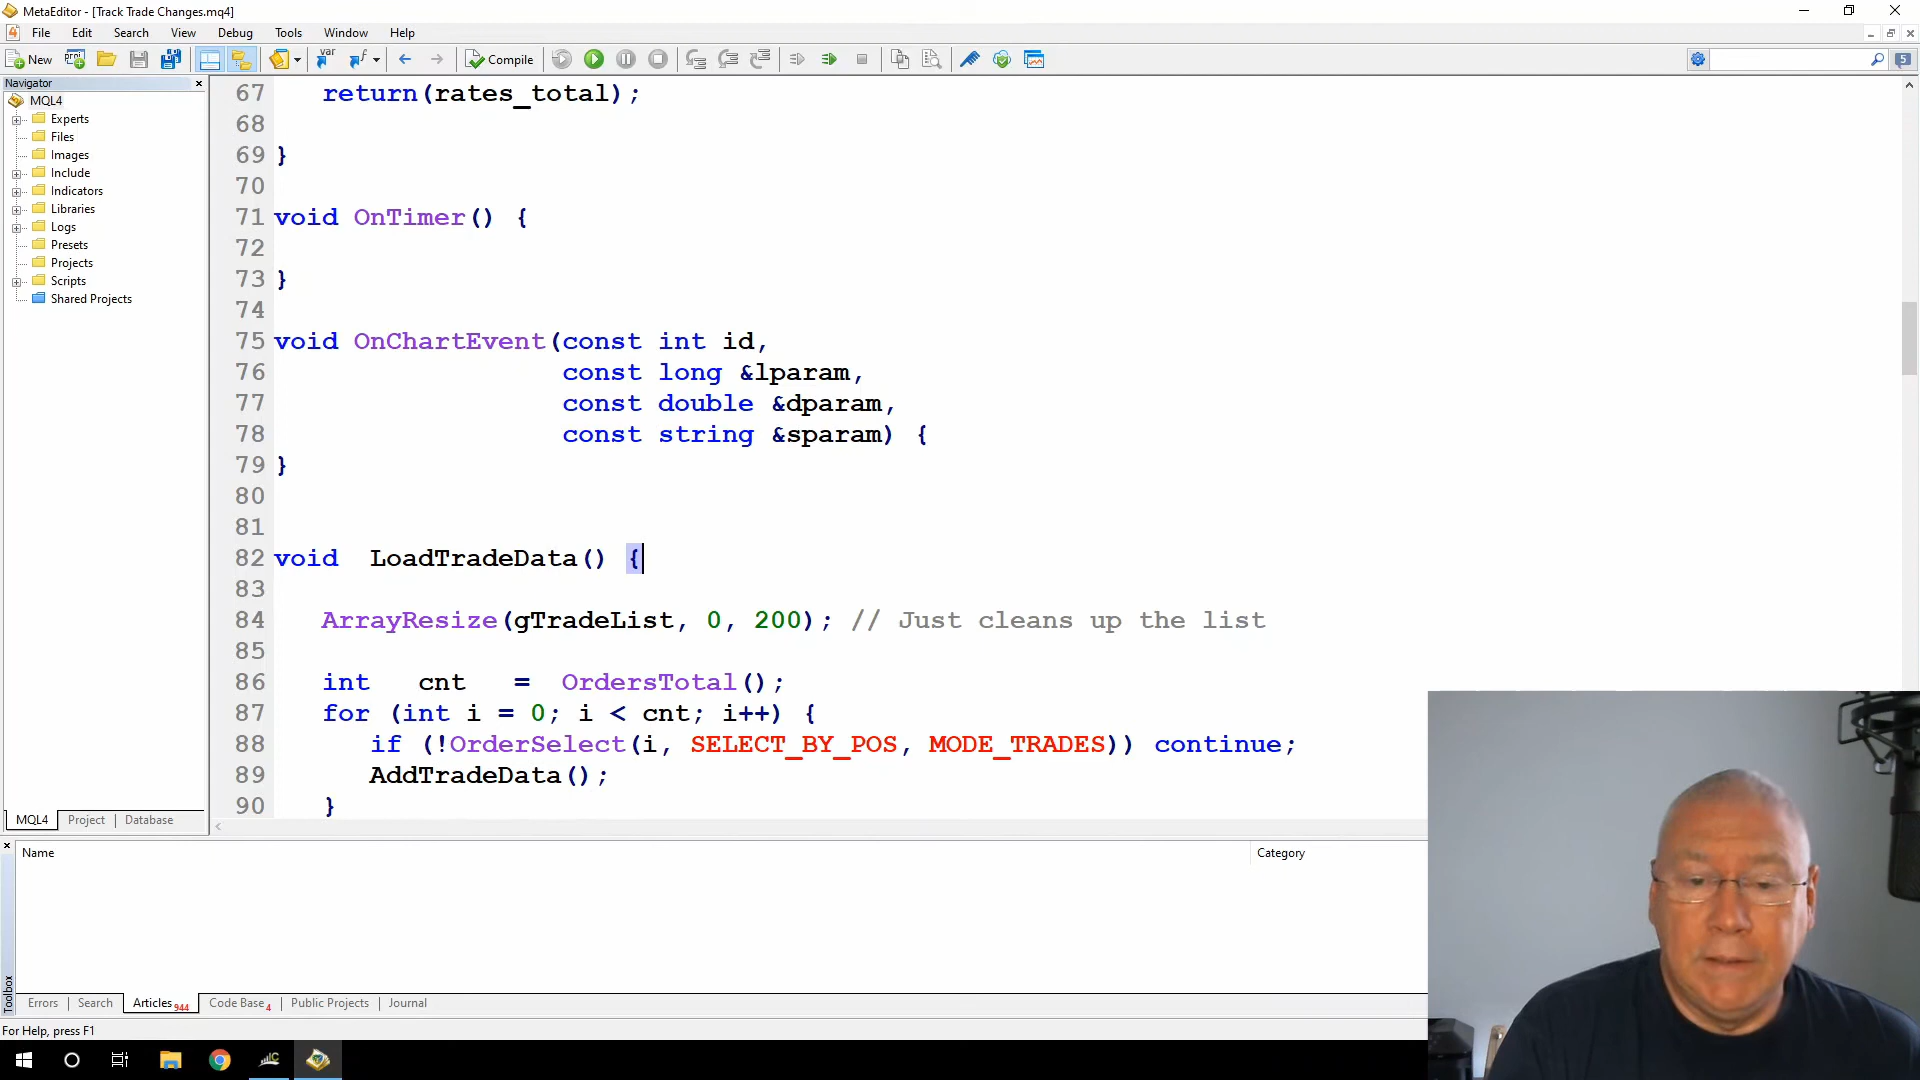 MetaEditor - [Track Trade Changes.mq4]
File Edit Search View Debug Tools Window Help
New Compile 5
Navigator
MQL4
Experts
Files
Images
Include
Indicators
Libraries
Logs
Presets
Projects
Scripts
Shared Projects
MQL4 Project Database
67 return(rates_total);
68
69 }
70
71 void OnTimer() {
72
73 }
74
75 void OnChartEvent(const int id,
76 const long &lparam,
77 const double &dparam,
78 const string &sparam) {
79 }
80
81
82 void LoadTradeData() {
83
84 ArrayResize(gTradeList, 0, 200); // Just cleans up the list
85
86 int cnt = OrdersTotal();
87 for (int i = 0; i < cnt; i++) {
88 if (!OrderSelect(i, SELECT_BY_POS, MODE_TRADES)) continue;
89 AddTradeData();
90 }
Name Category
Toolbox
Errors Search Articles 944 Code Base 4 Public Projects Journal
For Help, press F1